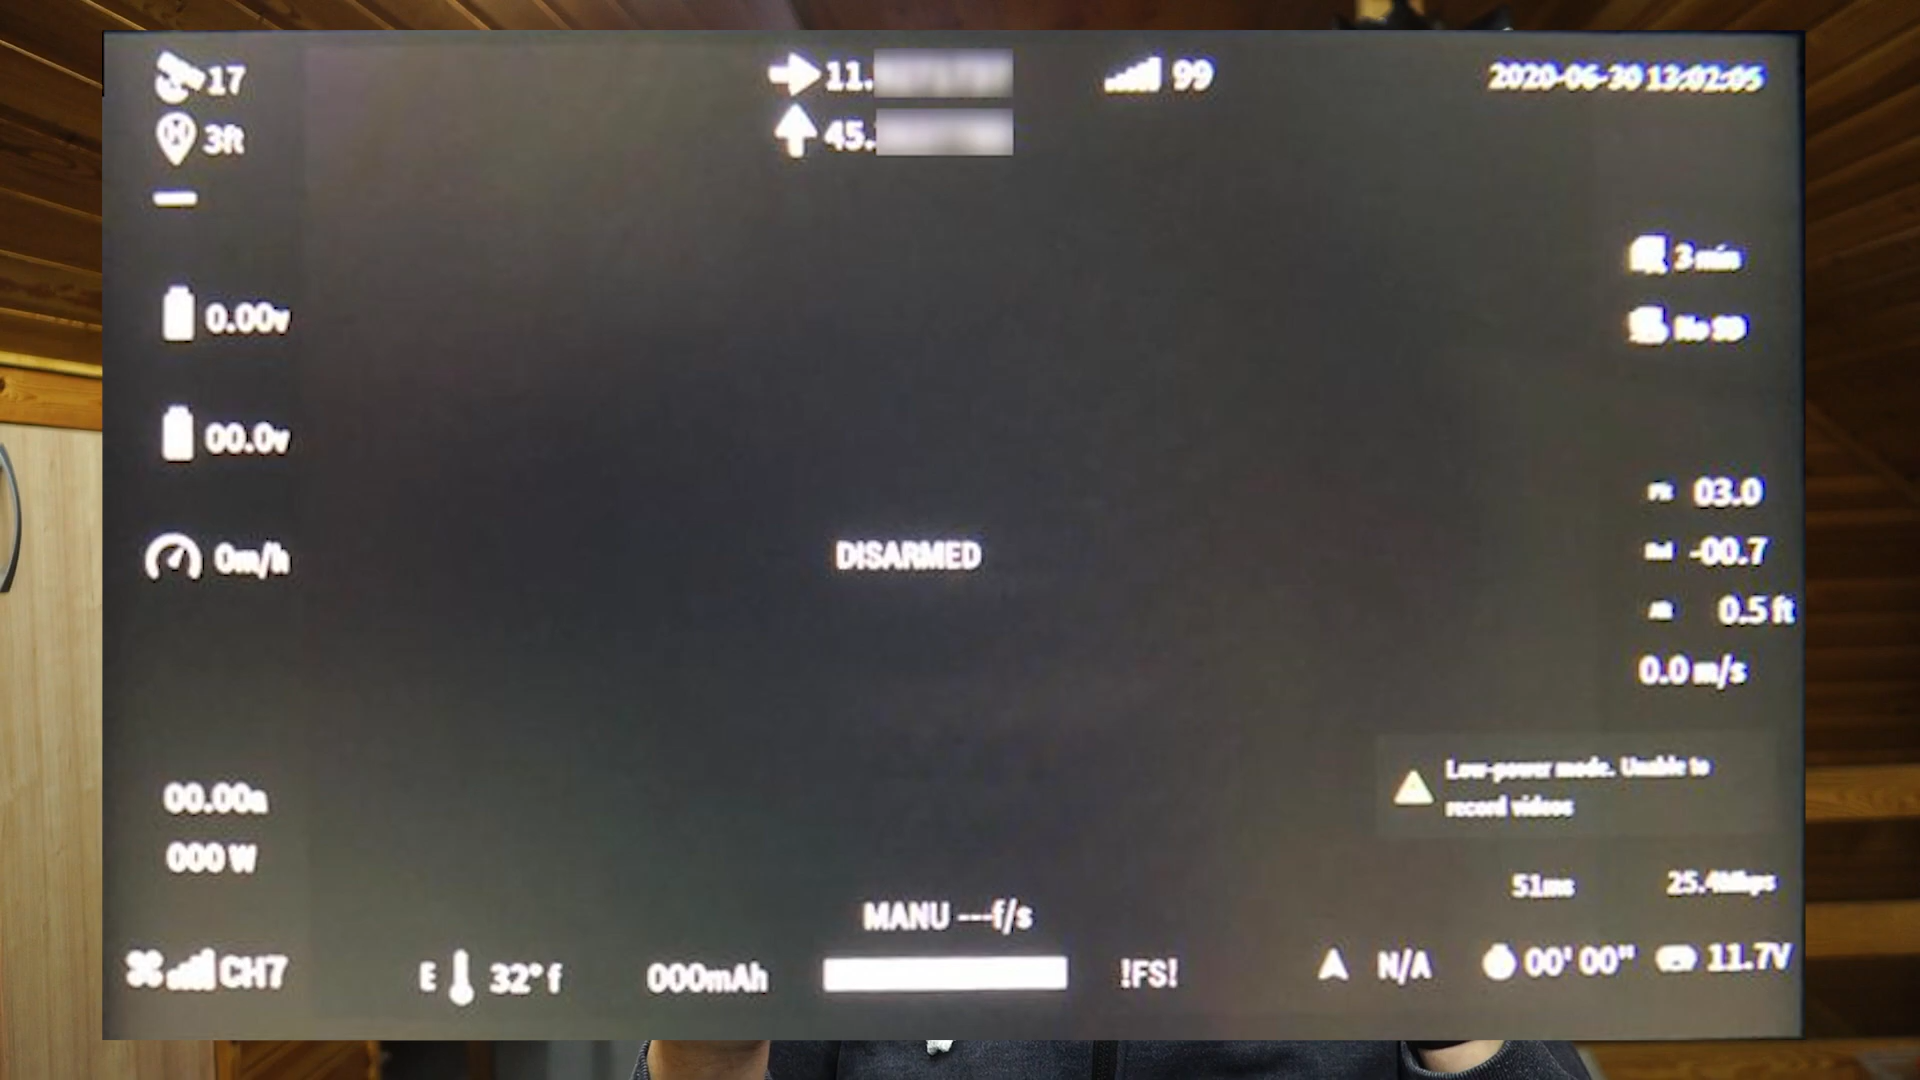 17
11.
99
2020-06-30 13:02:05
3ft
45.
3 min
0.00v
No SD
00.0v
03.0
DISARMED
0m/h
-00.7
0.5 ft
0.0 m/s
Low-power mode. Unable to
record videos
00.00a
000 W
51ms
25.4Mbps
MANU ---f/s
CH7
E
32°f
000mAh
!FS!
N/A
00' 00"
11.7V